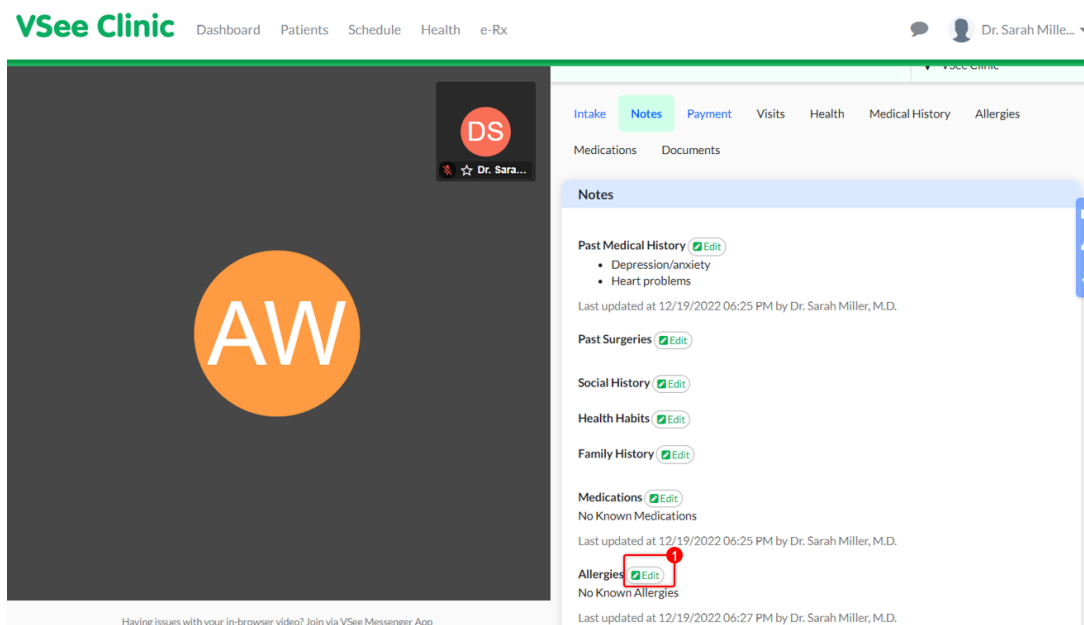 VSee Clinic Dashboard Patients Schedule Health e-Rx Dr. Sarah Mille...
VSee Clinic
DS
Dr. Sara...
AW
Having issues with your in-browser video? Join via VSee Messenger App
Intake Notes Payment Visits Health Medical History Allergies
Medications Documents
Notes
Past Medical History Edit
• Depression/anxiety
• Heart problems
Last updated at 12/19/2022 06:25 PM by Dr. Sarah Miller, M.D.
Past Surgeries Edit
Social History Edit
Health Habits Edit
Family History Edit
Medications Edit
No Known Medications
Last updated at 12/19/2022 06:25 PM by Dr. Sarah Miller, M.D.
1
Allergies Edit
No Known Allergies
Last updated at 12/19/2022 06:27 PM by Dr. Sarah Miller, M.D.